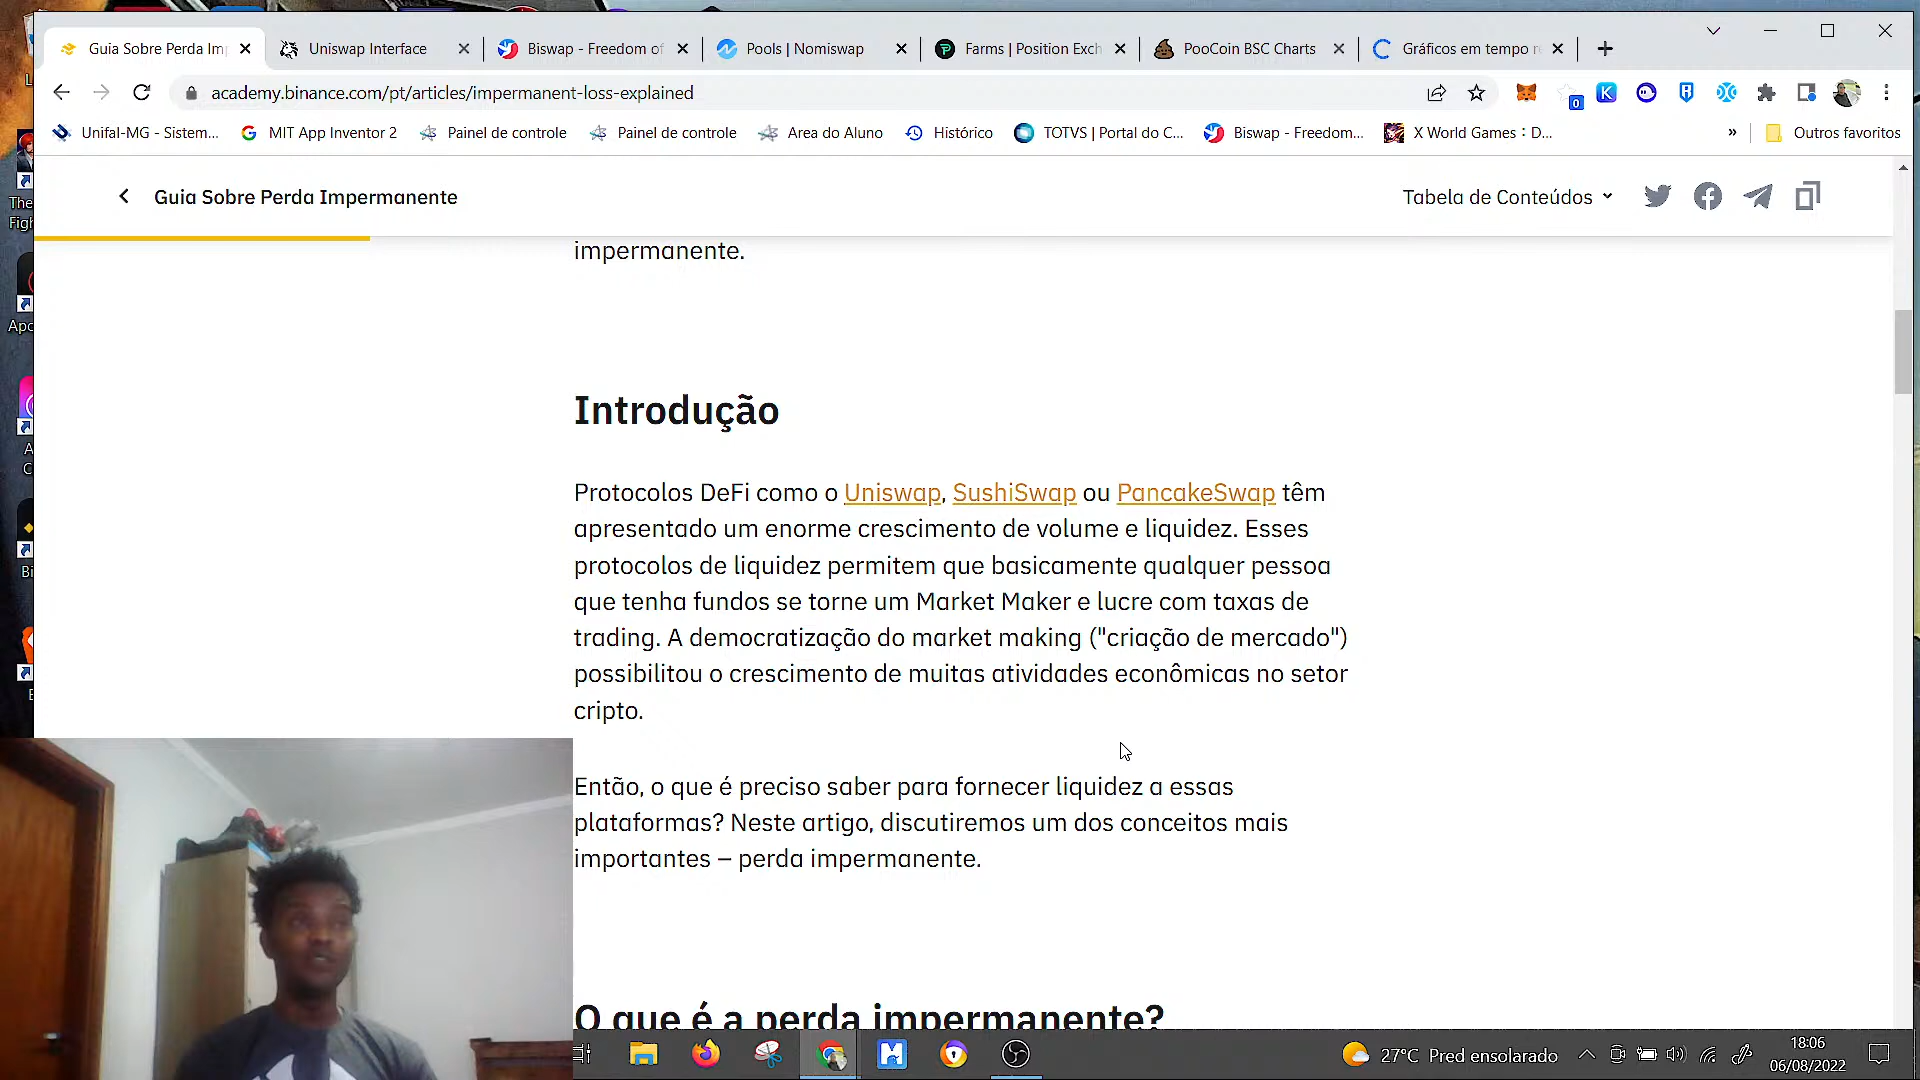 Guia Sobre Perda Im
Uniswap Interface
Biswap - Freedom of
Pools | Nomiswap
Farms | Position Exch
PooCoin BSC Charts
Gráficos em tempo r
academy.binance.com/pt/articles/impermanent-loss-explained
0
Unifal-MG - Sistem...
MIT App Inventor 2
Painel de controle
Painel de controle
Area do Aluno
Histórico
TOTVS | Portal do C...
Biswap - Freedom...
X World Games : D...
»
Outros favoritos
Guia Sobre Perda Impermanente
Tabela de Conteúdos
impermanente.
Introdução
Protocolos DeFi como o Uniswap, SushiSwap ou PancakeSwap têm
apresentado um enorme crescimento de volume e liquidez. Esses
protocolos de liquidez permitem que basicamente qualquer pessoa
que tenha fundos se torne um Market Maker e lucre com taxas de
trading. A democratização do market making ("criação de mercado")
possibilitou o crescimento de muitas atividades econômicas no setor
cripto.
Então, o que é preciso saber para fornecer liquidez a essas
plataformas? Neste artigo, discutiremos um dos conceitos mais
importantes – perda impermanente.
O que é a perda impermanente?
The
Figh
Apo
A
C
Bi
27°C Pred ensolarado
18:06
06/08/2022